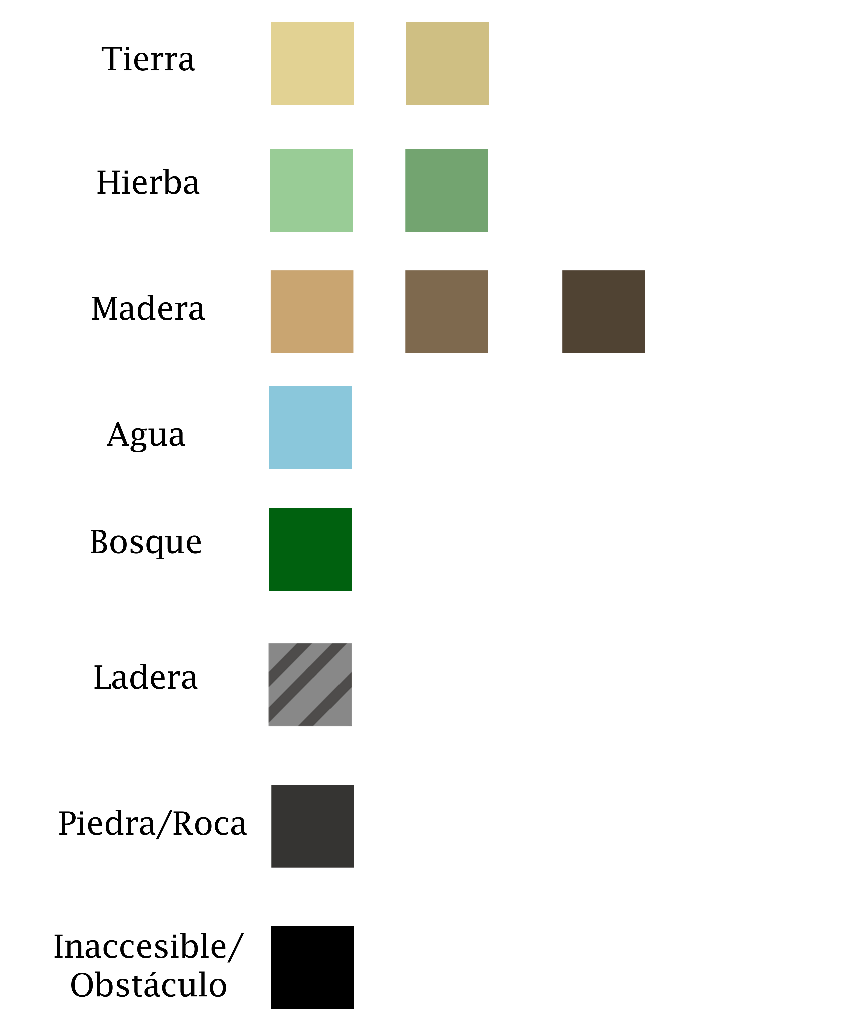 Tierra
Hierba
Madera
Agua
Bosque
Ladera
Piedra/Roca
Inaccesible/
Obstáculo